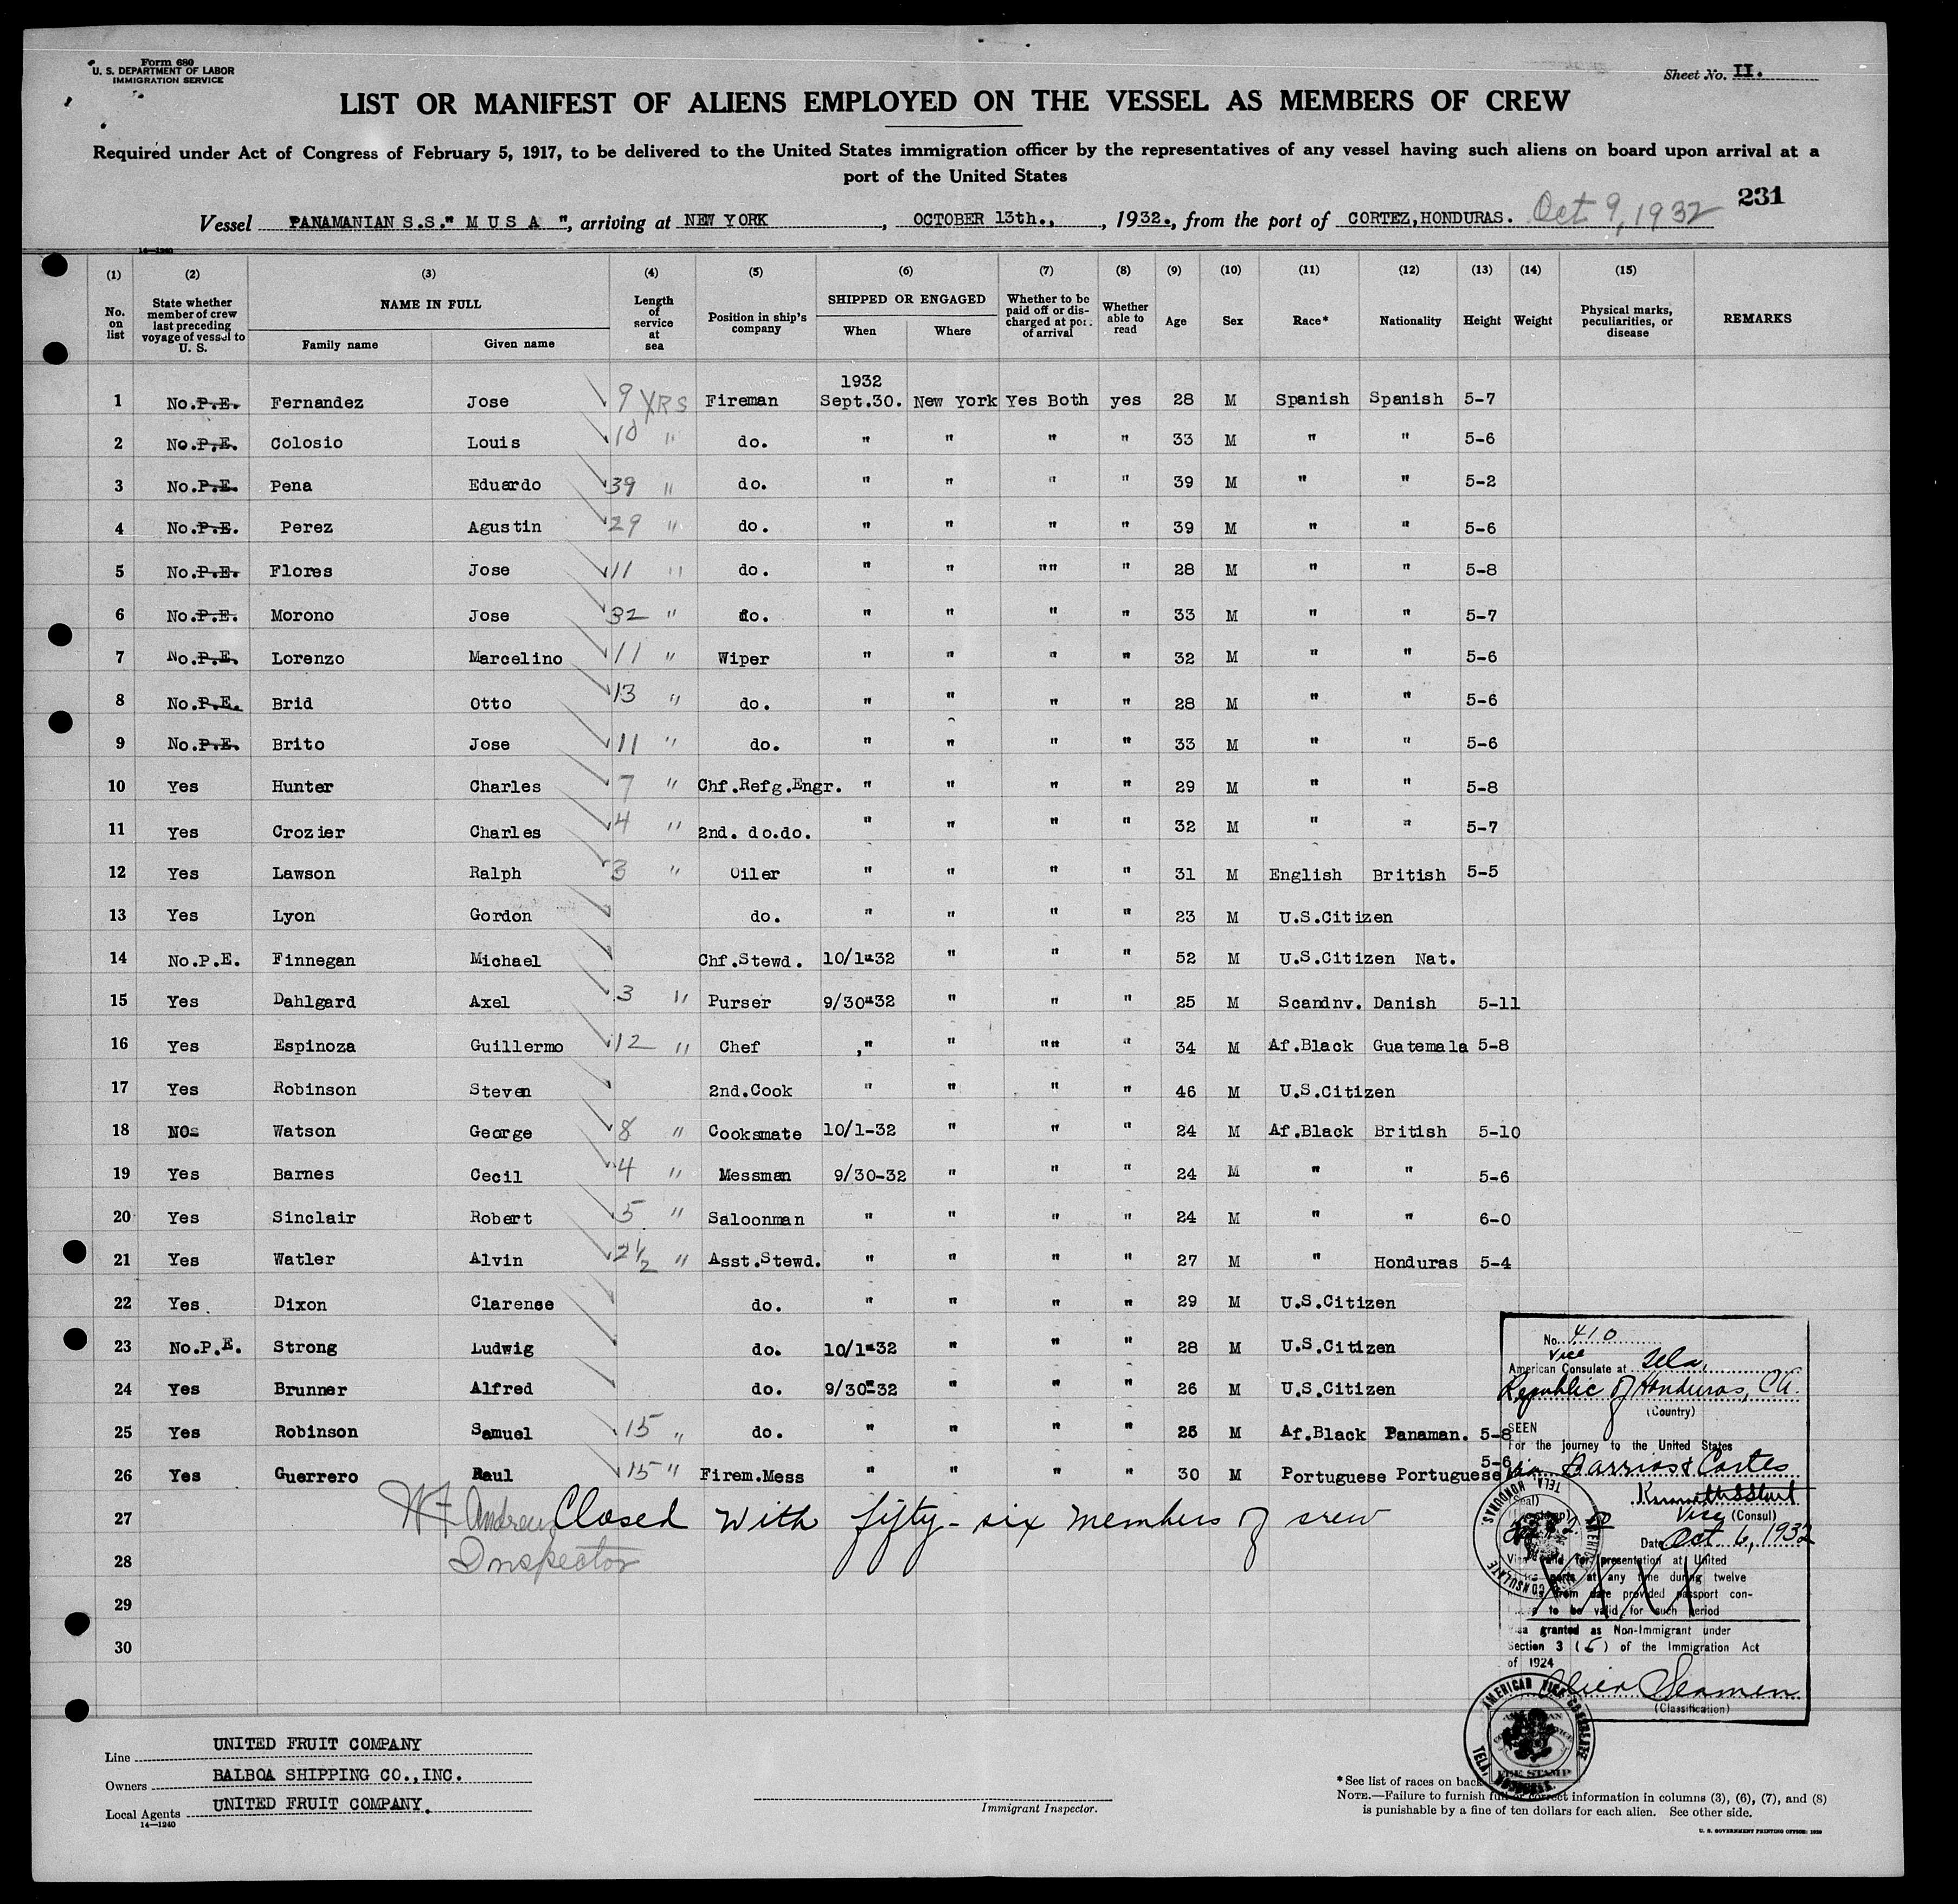 Form 680
U. S. DEPARTMENT OF LABOR
IMMIGRATION SERVICE
Sheet No. II.
LIST OR MANIFEST OF ALIENS EMPLOYED ON THE VESSEL AS MEMBERS OF CREW
Required under Act of Congress of February 5, 1917, to be delivered to the United States immigration officer by the representatives of any vessel having such aliens on board upon arrival at a
port of the United States
231
Vessel PANAMANIAN S.S." M U S A ", arriving at NEW YORK, OCTOBER 13th., , 1932., from the port of CORTEZ,HONDURAS. Oct 9, 1932
14—1240
(1) (2) (3) (4) (5) (6) (7) (8) (9) (10) (11) (12) (13) (14) (15)
No. on list State whether member of crew last preceding voyage of vessel to U. S. NAME IN FULL Family name Given name Length of service at sea Position in ship's company SHIPPED OR ENGAGED When Where Whether to be paid off or discharged at port of arrival Whether able to read Age Sex Race* Nationality Height Weight Physical marks, peculiarities, or disease REMARKS
1932
1 No.P.E. Fernandez Jose 9 YRS Fireman Sept.30. New York Yes Both yes 28 M Spanish Spanish 5-7
2 No.P.E. Colosio Louis 10 " do. " " " " 33 M " " 5-6
3 No.P.E. Pena Eduardo 39 " do. " " " " 39 M " " 5-2
4 No.P.E. Perez Agustin 29 " do. " " " " 39 M " " 5-6
5 No.P.E. Flores Jose 11 " do. " " "" " 28 M " " 5-8
6 No.P.E. Morono Jose 32 " do. " " " " 33 M " " 5-7
7 No.P.E. Lorenzo Marcelino 11 " Wiper " " " " 32 M " " 5-6
8 No.P.E. Brid Otto 13 " do. " " " " 28 M " " 5-6
9 No.P.E. Brito Jose 11 " do. " " " " 33 M " " 5-6
10 Yes Hunter Charles 7 " Chf.Refg.Engr. " " " " 29 M " " 5-8
11 Yes Crozier Charles 4 " 2nd. do.do. " " " " 32 M " " 5-7
12 Yes Lawson Ralph 3 " Oiler " " " " 31 M English British 5-5
13 Yes Lyon Gordon do. " " " " 23 M U.S.Citizen
14 No.P.E. Finnegan Michael Chf.Stewd. 10/1-32 " " " 52 M U.S.Citizen Nat.
15 Yes Dahlgard Axel 3 " Purser 9/30-32 " " " 25 M Scandnv. Danish 5-11
16 Yes Espinoza Guillermo 12 " Chef ," " "" " 34 M Af.Black Guatemala 5-8
17 Yes Robinson Steven 2nd.Cook " " " " 46 M U.S.Citizen
18 NO Watson George 8 " Cooksmate 10/1-32 " " " 24 M Af.Black British 5-10
19 Yes Barnes Cecil 4 " Messman 9/30-32 " " " 24 M " " 5-6
20 Yes Sinclair Robert 5 " Saloonman " " " " 24 M " " 6-0
21 Yes Watler Alvin 2½ " Asst.Stewd. " " " " 27 M " Honduras 5-4
22 Yes. Dixon Clarense do. " " " " 29 M U.S.Citizen
23 No.P.E. Strong Ludwig do. 10/1-32 " " " 28 M U.S.Citizen
24 Yes Brunner Alfred do. 9/30-32 " " " 26 M U.S.Citizen
25 Yes Robinson Samuel 15 " do. " " " " 25 M Af.Black Panaman. 5-8
26 Yes Guerrero Raul 15 " Firem.Mess " " " " 30 M Portuguese Portuguese 5-6
27 Closed with fifty-six members of crew
W F Andrews
Inspector
28
29
30
No. 410
Vice
American Consulate at Tela,
Republic of Honduras, CA.
(Country)
SEEN
For the journey to the United States
Via Barrios & Cortes
Vice (Consul)
Date Oct. 6, 1932
Visa valid for presentation at United
ports at any time during twelve
from date provided passport con-
to be valid for such period
Visa granted as Non-Immigrant under
Section 3 (5) of the Immigration Act
of 1924
Alien Seamen
(Classification)
AMERICAN VICE CONSULATE
TELA, HONDURAS
FEE STAMP
Line UNITED FRUIT COMPANY
Owners BALBOA SHIPPING CO.,INC.
Local Agents UNITED FRUIT COMPANY.
14—1240
Immigrant Inspector.
*See list of races on back
NOTE.—Failure to furnish full or correct information in columns (3), (6), (7), and (8)
is punishable by a fine of ten dollars for each alien. See other side.
U. S. GOVERNMENT PRINTING OFFICE: 1929